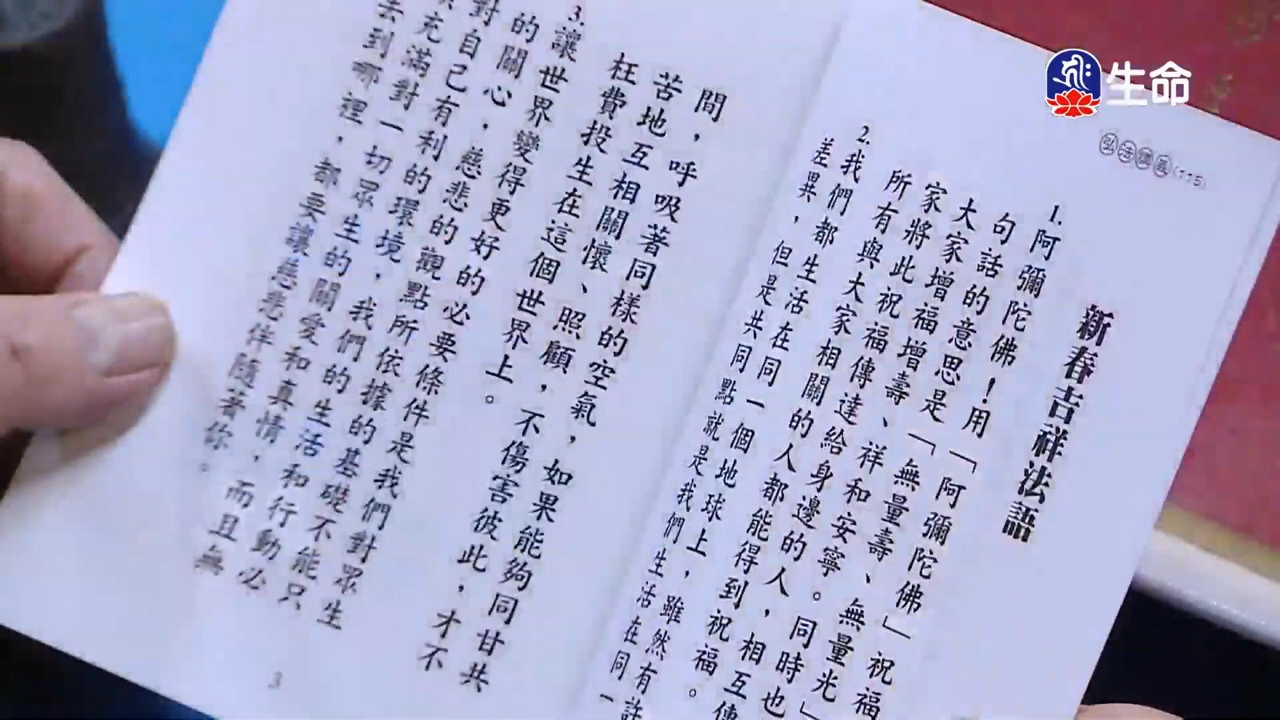 生命
弘法講義(115)
新春吉祥法語
1. 阿彌陀佛！用「阿彌陀佛」祝福
句話的意思是「無量壽、無量光」
大家增福增壽、祥和安寧。同時也
家將此祝福傳達給身邊的人，相互傳
所有與大家相關的人都能得到祝福。
2. 我們都生活在同一個地球上，雖然有許
差異，但是共同點就是我們生活在同一
間，呼吸著同樣的空氣，如果能夠同甘共
苦地互相關懷、照顧，不傷害彼此，才不
枉費投生在這個世界上。
3. 讓世界變得更好的必要條件是我們對眾生
的關心，慈悲的觀點所依據的基礎不能只
對自己有利的環境，我們的生活和行動必
充滿對一切眾生的關愛和真情，而且無
去到哪裡，都要讓慈悲伴隨著你。
3